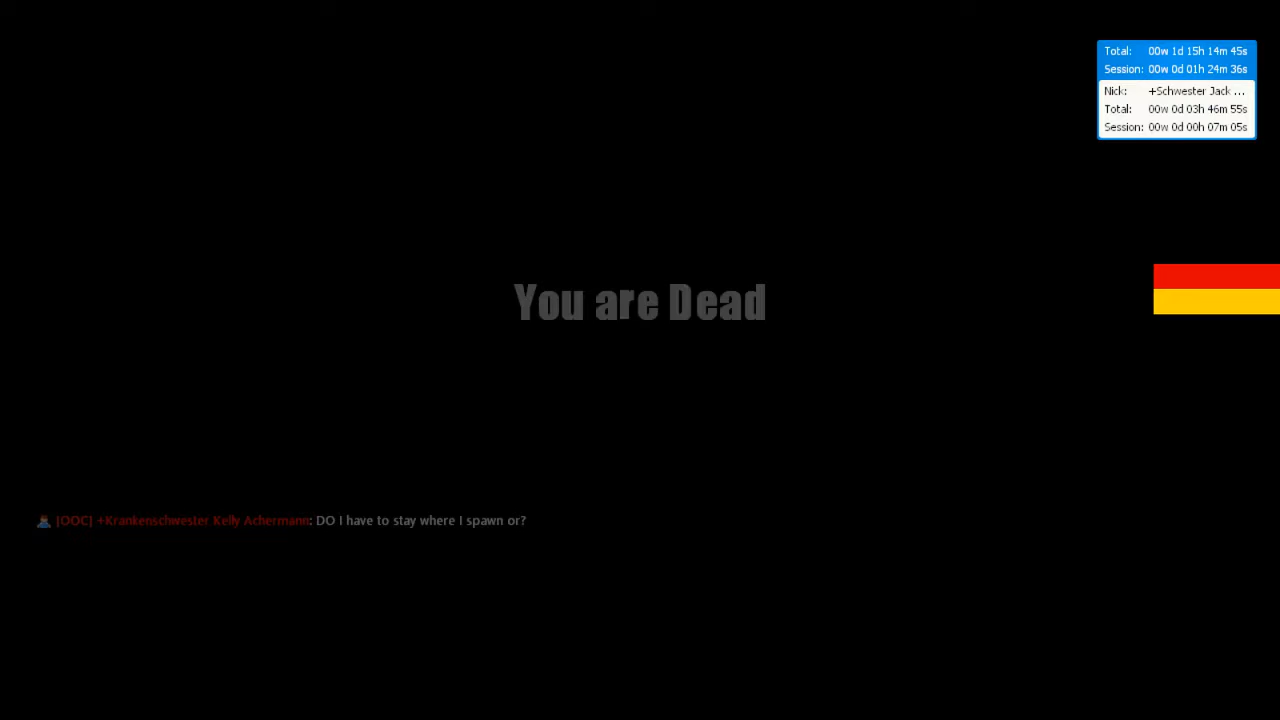 Total: 00w 1d 15h 14m 45s
Session: 00w 0d 01h 24m 36s
Nick: +Schwester Jack ...
Total: 00w 0d 03h 46m 55s
Session: 00w 0d 00h 07m 05s
You are Dead
[OOC] +Krankenschwester Kelly Achermann: DO I have to stay where I spawn or?